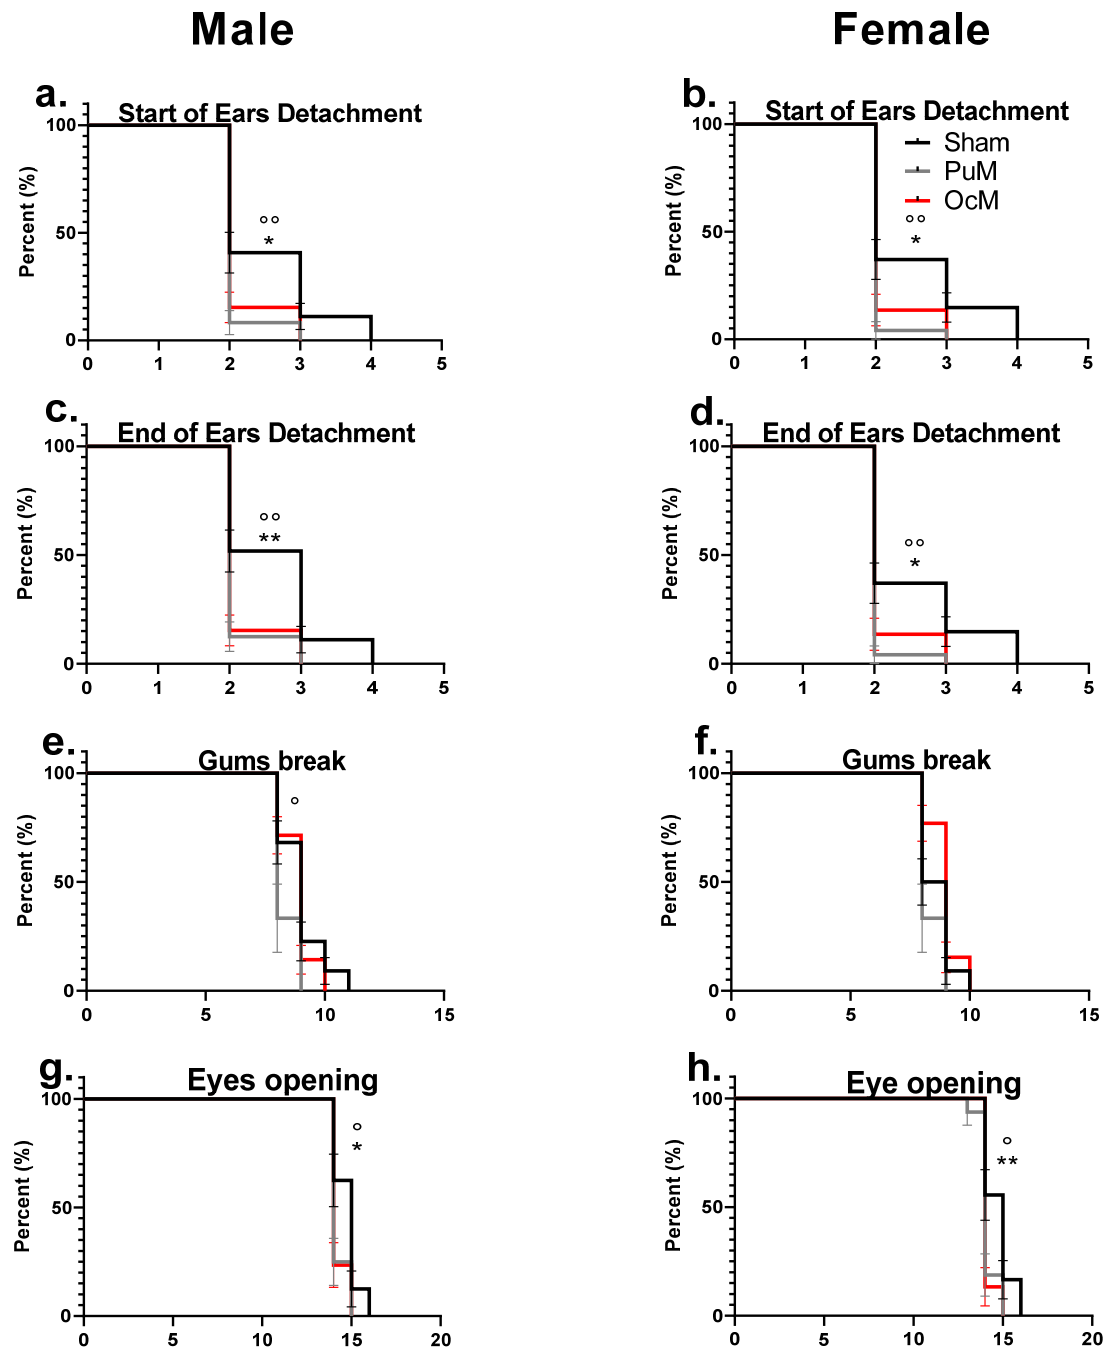 Male
Female
a.
Start of Ears Detachment
Percent (%)
100
50
0
0 1 2 3 4 5
°°
*
b.
Start of Ears Detachment
Sham
PuM
OcM
Percent (%)
100
50
0
0 1 2 3 4 5
°°
*
c.
End of Ears Detachment
Percent (%)
100
50
0
0 1 2 3 4 5
°°
**
d.
End of Ears Detachment
Percent (%)
100
50
0
0 1 2 3 4 5
°°
*
e.
Gums break
Percent (%)
100
50
0
0 5 10 15
°
f.
Gums break
Percent (%)
100
50
0
0 5 10 15
g.
Eyes opening
Percent (%)
100
50
0
0 5 10 15 20
°
*
h.
Eye opening
Percent (%)
100
50
0
0 5 10 15 20
°
**